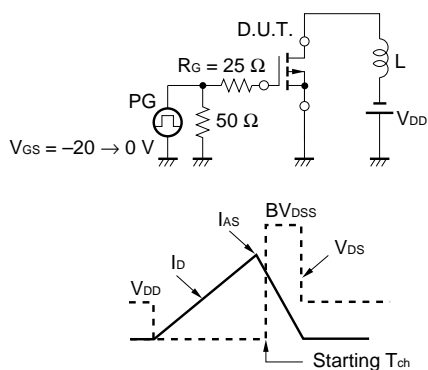 D.U.T.
RG = 25 Ω
L
PG
50 Ω
VDD
VGS = –20 → 0 V
BVDSS
IAS
ID
VDS
VDD
Starting Tch